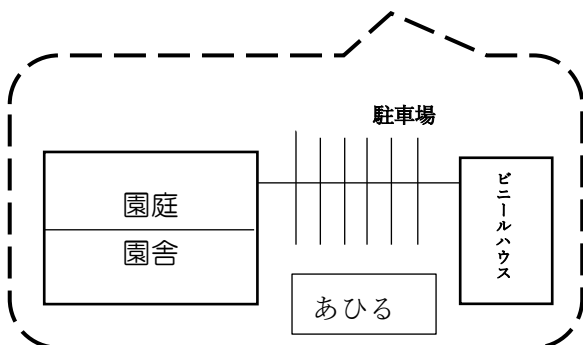 駐車場
園庭
園舎
ビニールハウス
あひる